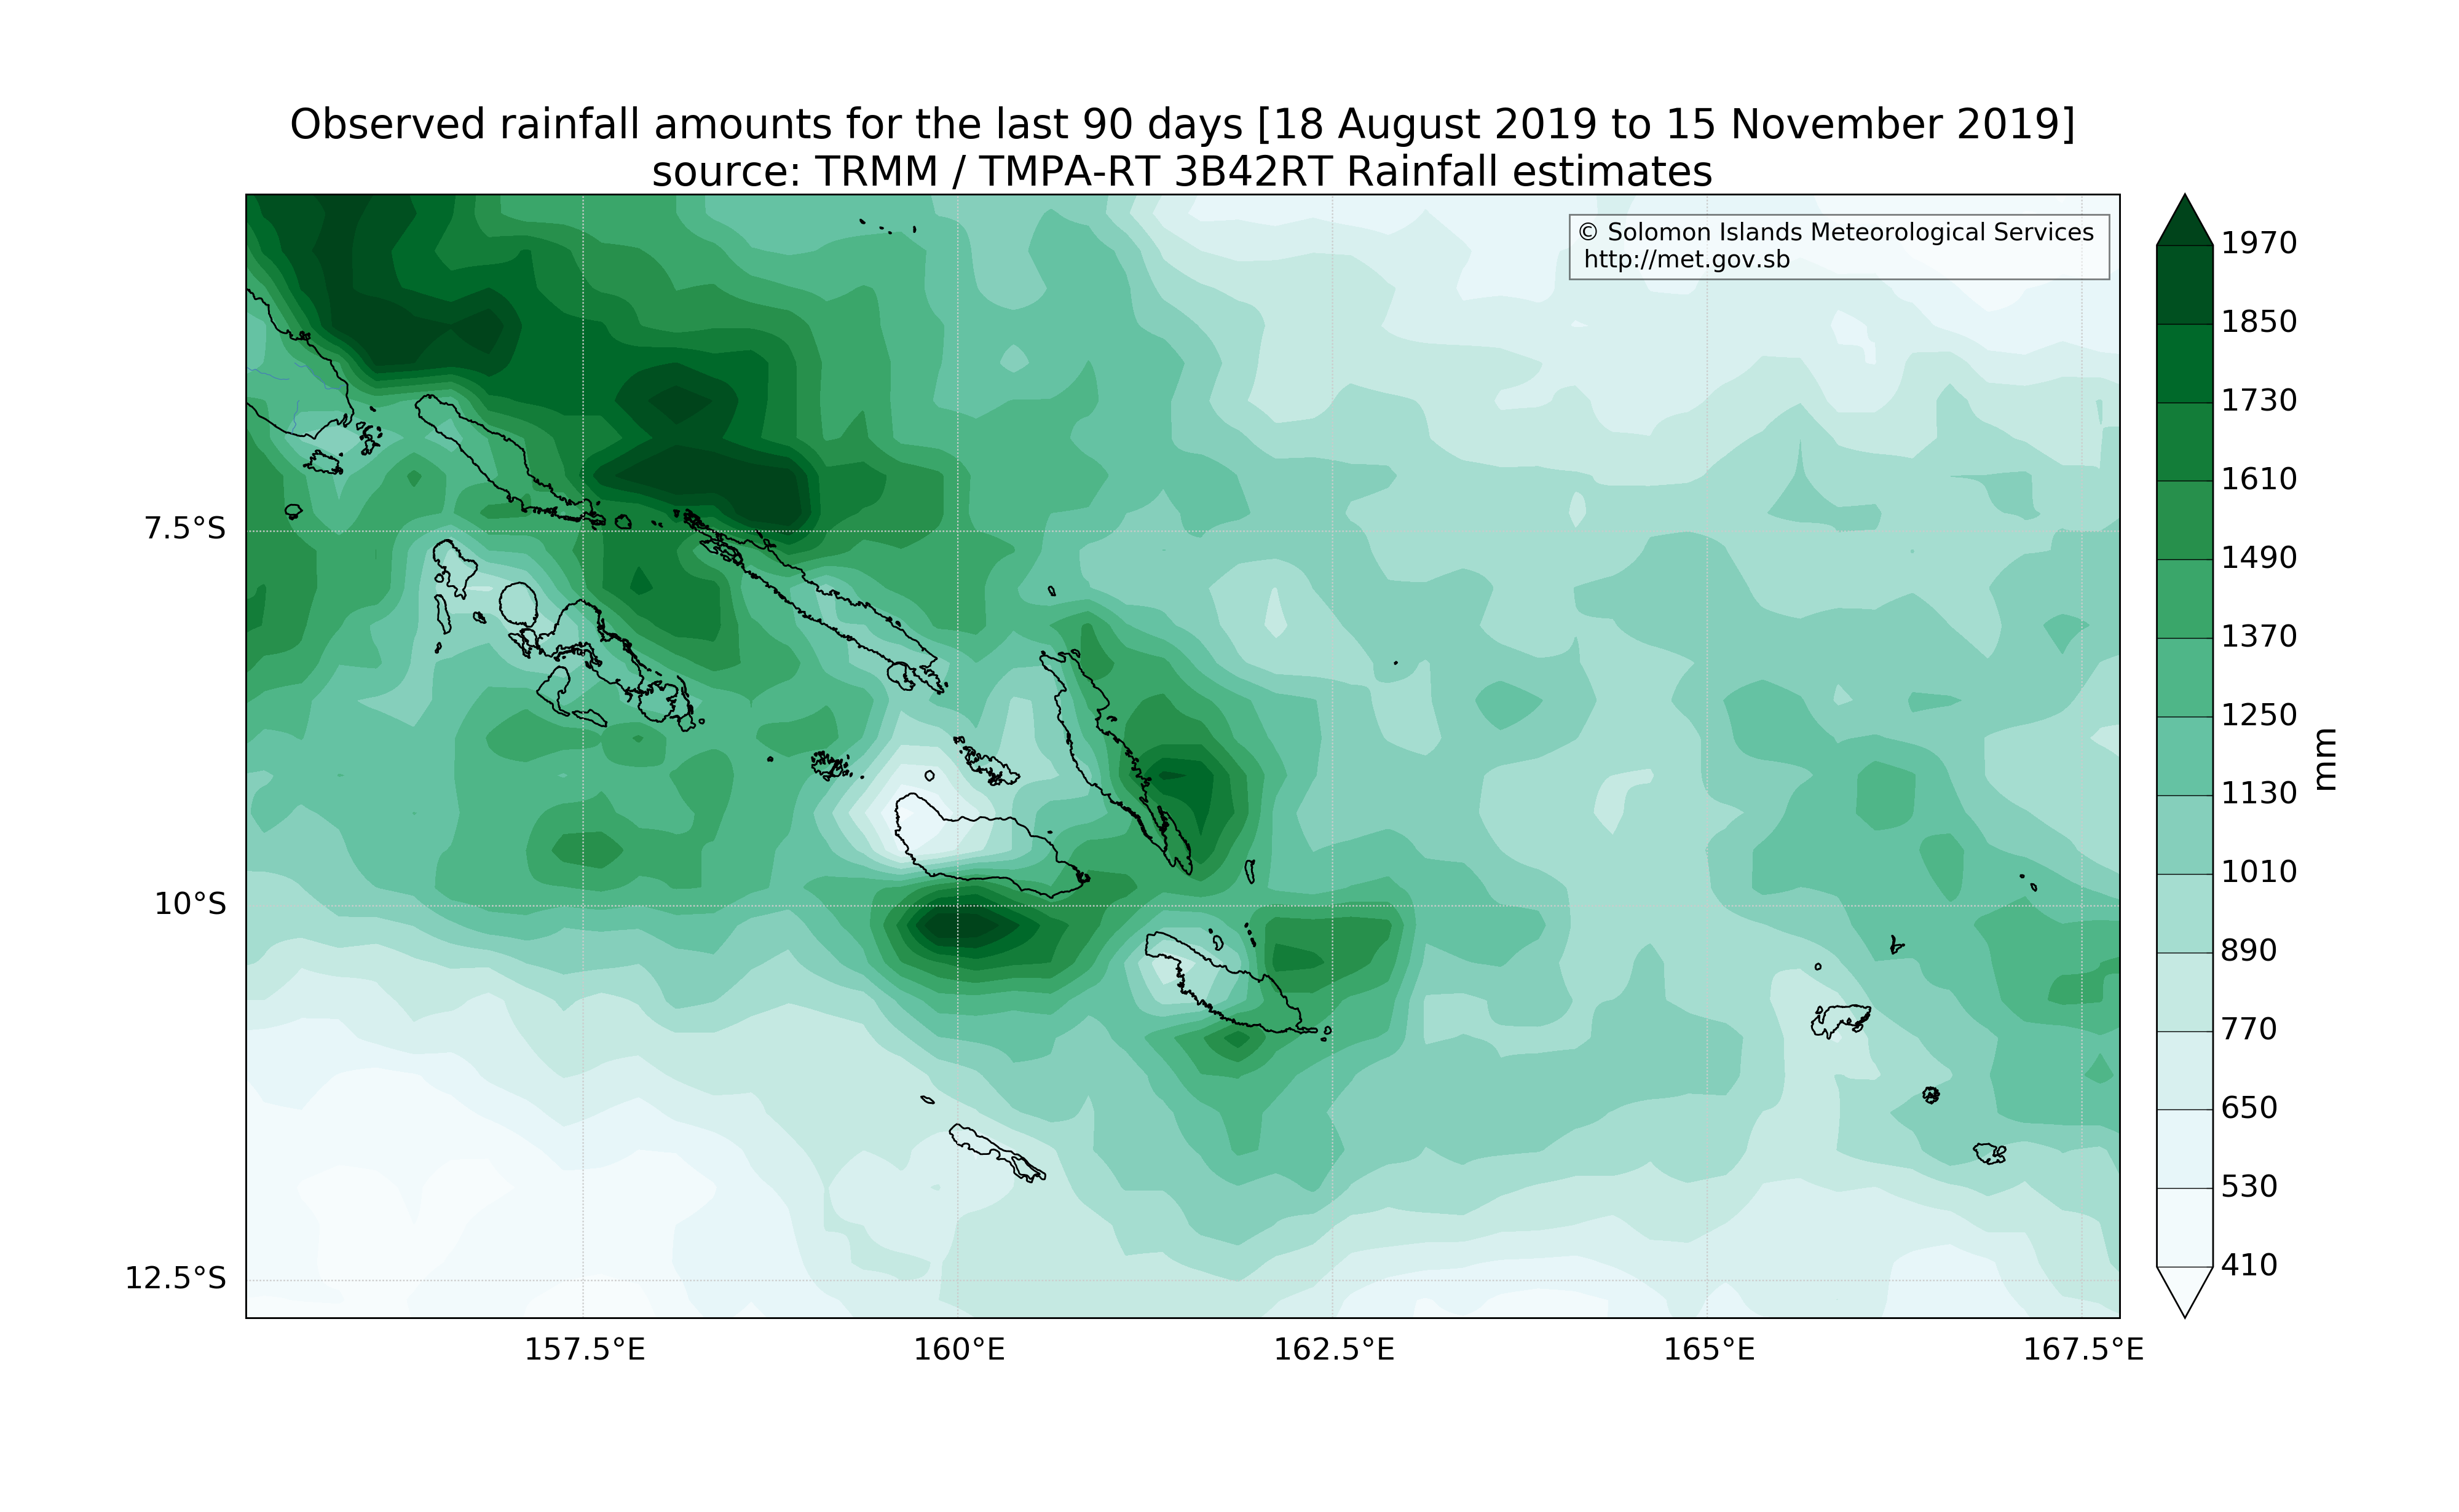 Observed rainfall amounts for the last 90 days [18 August 2019 to 15 November 2019]
source: TRMM / TMPA-RT 3B42RT Rainfall estimates
© Solomon Islands Meteorological Services
http://met.gov.sb
7.5°S
10°S
12.5°S
157.5°E
160°E
162.5°E
165°E
167.5°E
1970
1850
1730
1610
1490
1370
1250
1130
1010
890
770
650
530
410
mm